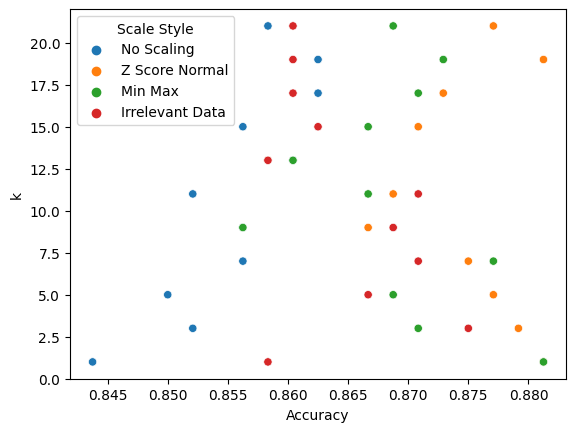 Scale Style
No Scaling
Z Score Normal
Min Max
Irrelevant Data
20.0
17.5
15.0
12.5
10.0
7.5
5.0
2.5
0.0
k
0.845 0.850 0.855 0.860 0.865 0.870 0.875 0.880
Accuracy